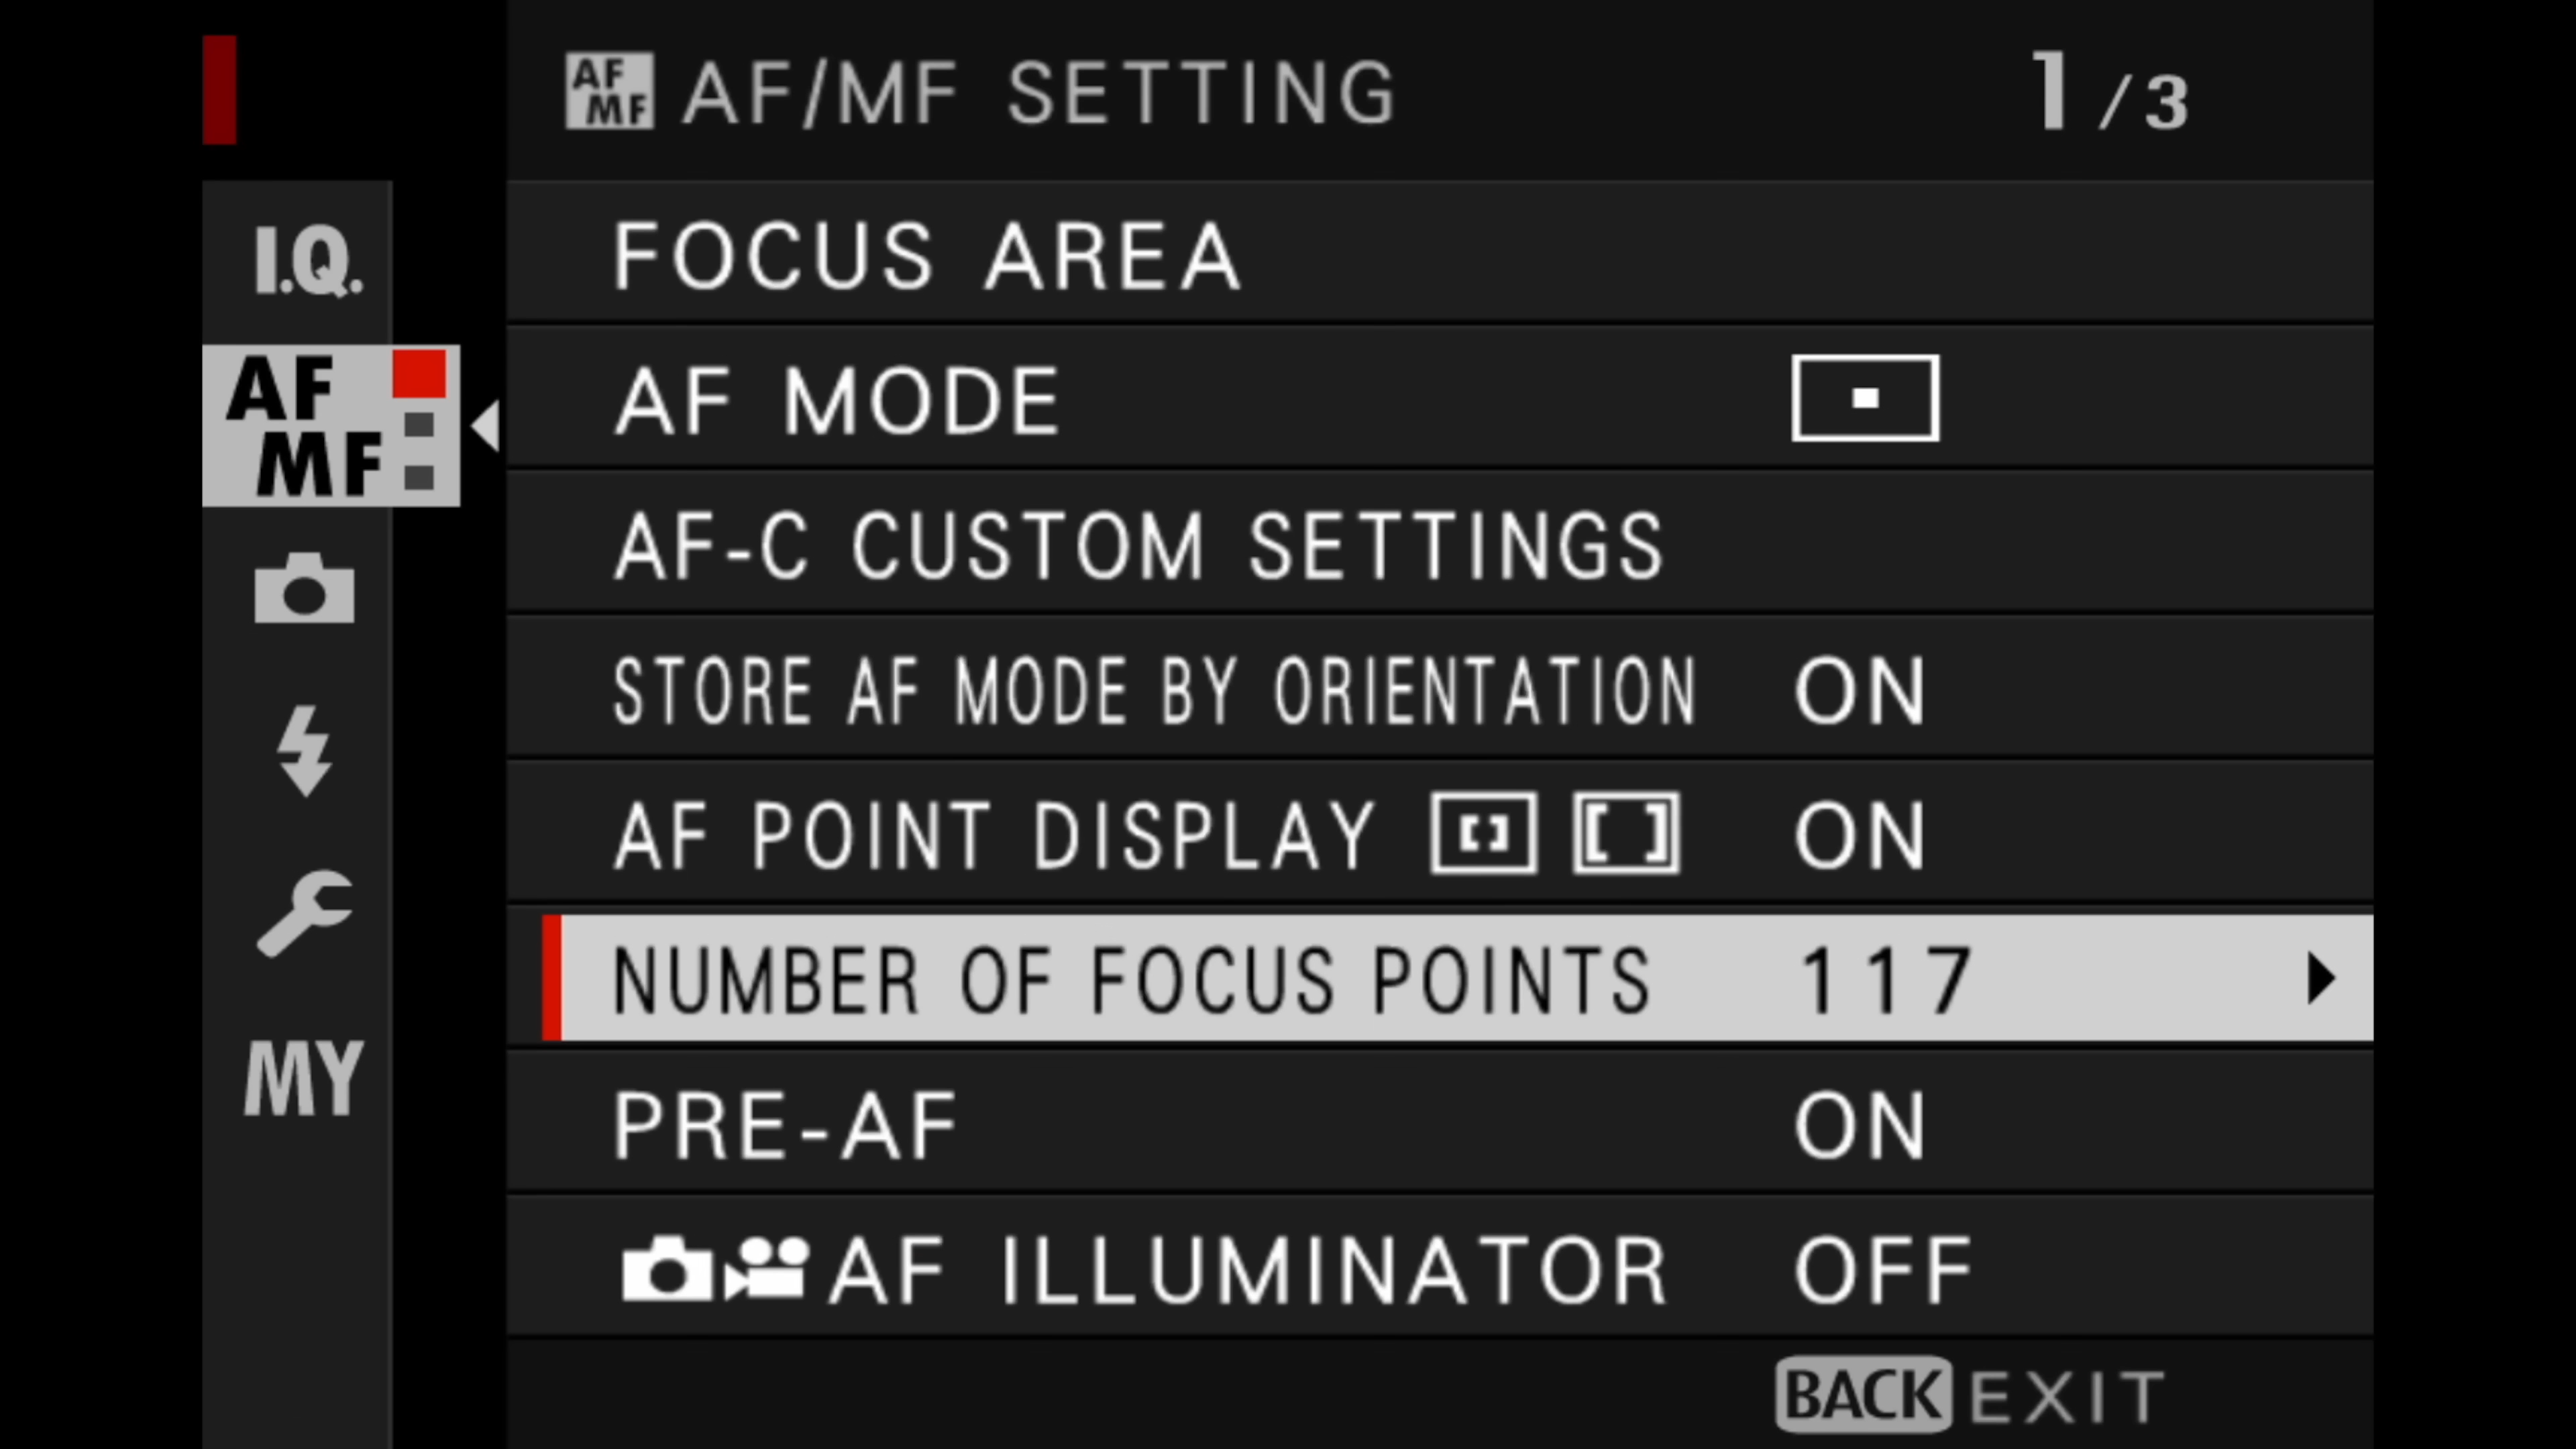 AF MF AF/MF SETTING 1/3
I.Q.
AF MF
MY
FOCUS AREA
AF MODE
AF-C CUSTOM SETTINGS
STORE AF MODE BY ORIENTATION ON
AF POINT DISPLAY ON
NUMBER OF FOCUS POINTS 117
PRE-AF ON
AF ILLUMINATOR OFF
BACK EXIT